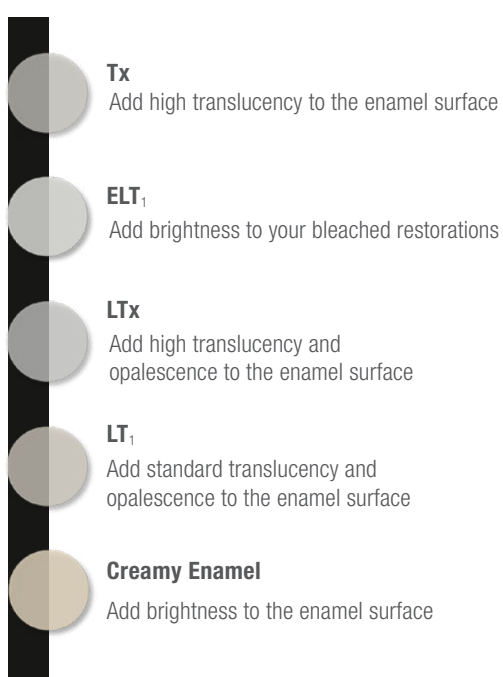 Tx
Add high translucency to the enamel surface
ELT₁
Add brightness to your bleached restorations
LTx
Add high translucency and
opalescence to the enamel surface
LT₁
Add standard translucency and
opalescence to the enamel surface
Creamy Enamel
Add brightness to the enamel surface